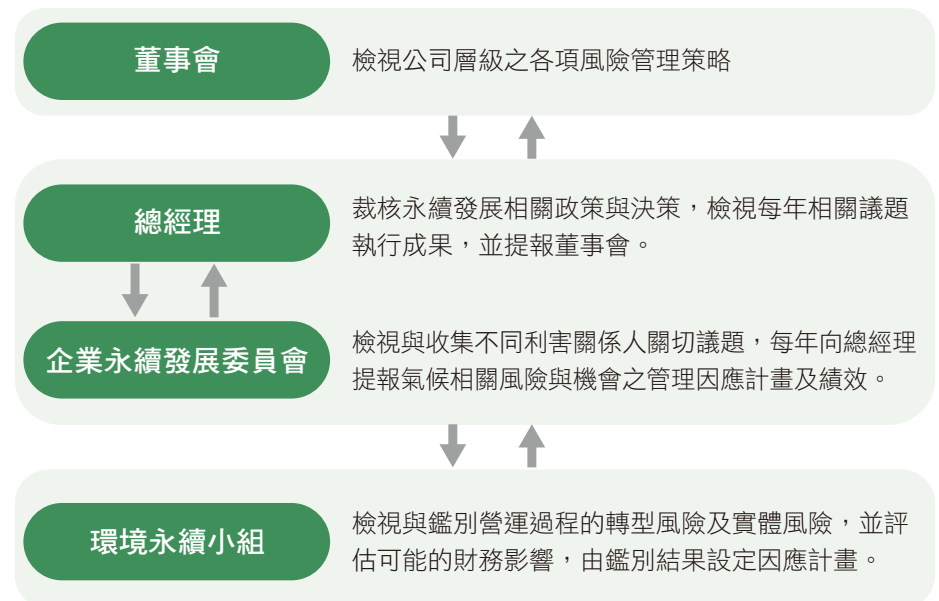 董事會
檢視公司層級之各項風險管理策略
總經理
裁核永續發展相關政策與決策，檢視每年相關議題
執行成果，並提報董事會。
企業永續發展委員會
檢視與收集不同利害關係人關切議題，每年向總經理
提報氣候相關風險與機會之管理因應計畫及績效。
環境永續小組
檢視與鑑別營運過程的轉型風險及實體風險，並評
估可能的財務影響，由鑑別結果設定因應計畫。